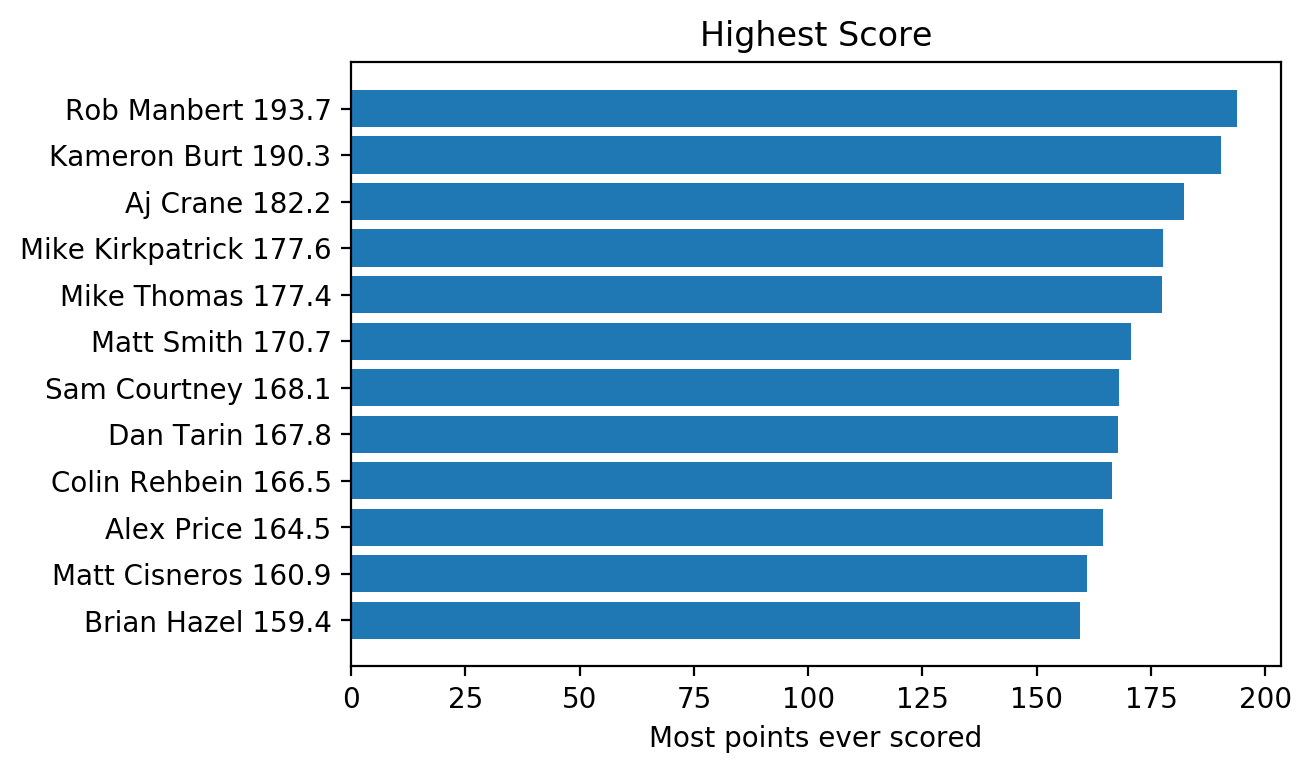 Highest Score
Rob Manbert 193.7
Kameron Burt 190.3
Aj Crane 182.2
Mike Kirkpatrick 177.6
Mike Thomas 177.4
Matt Smith 170.7
Sam Courtney 168.1
Dan Tarin 167.8
Colin Rehbein 166.5
Alex Price 164.5
Matt Cisneros 160.9
Brian Hazel 159.4
0 25 50 75 100 125 150 175 200
Most points ever scored